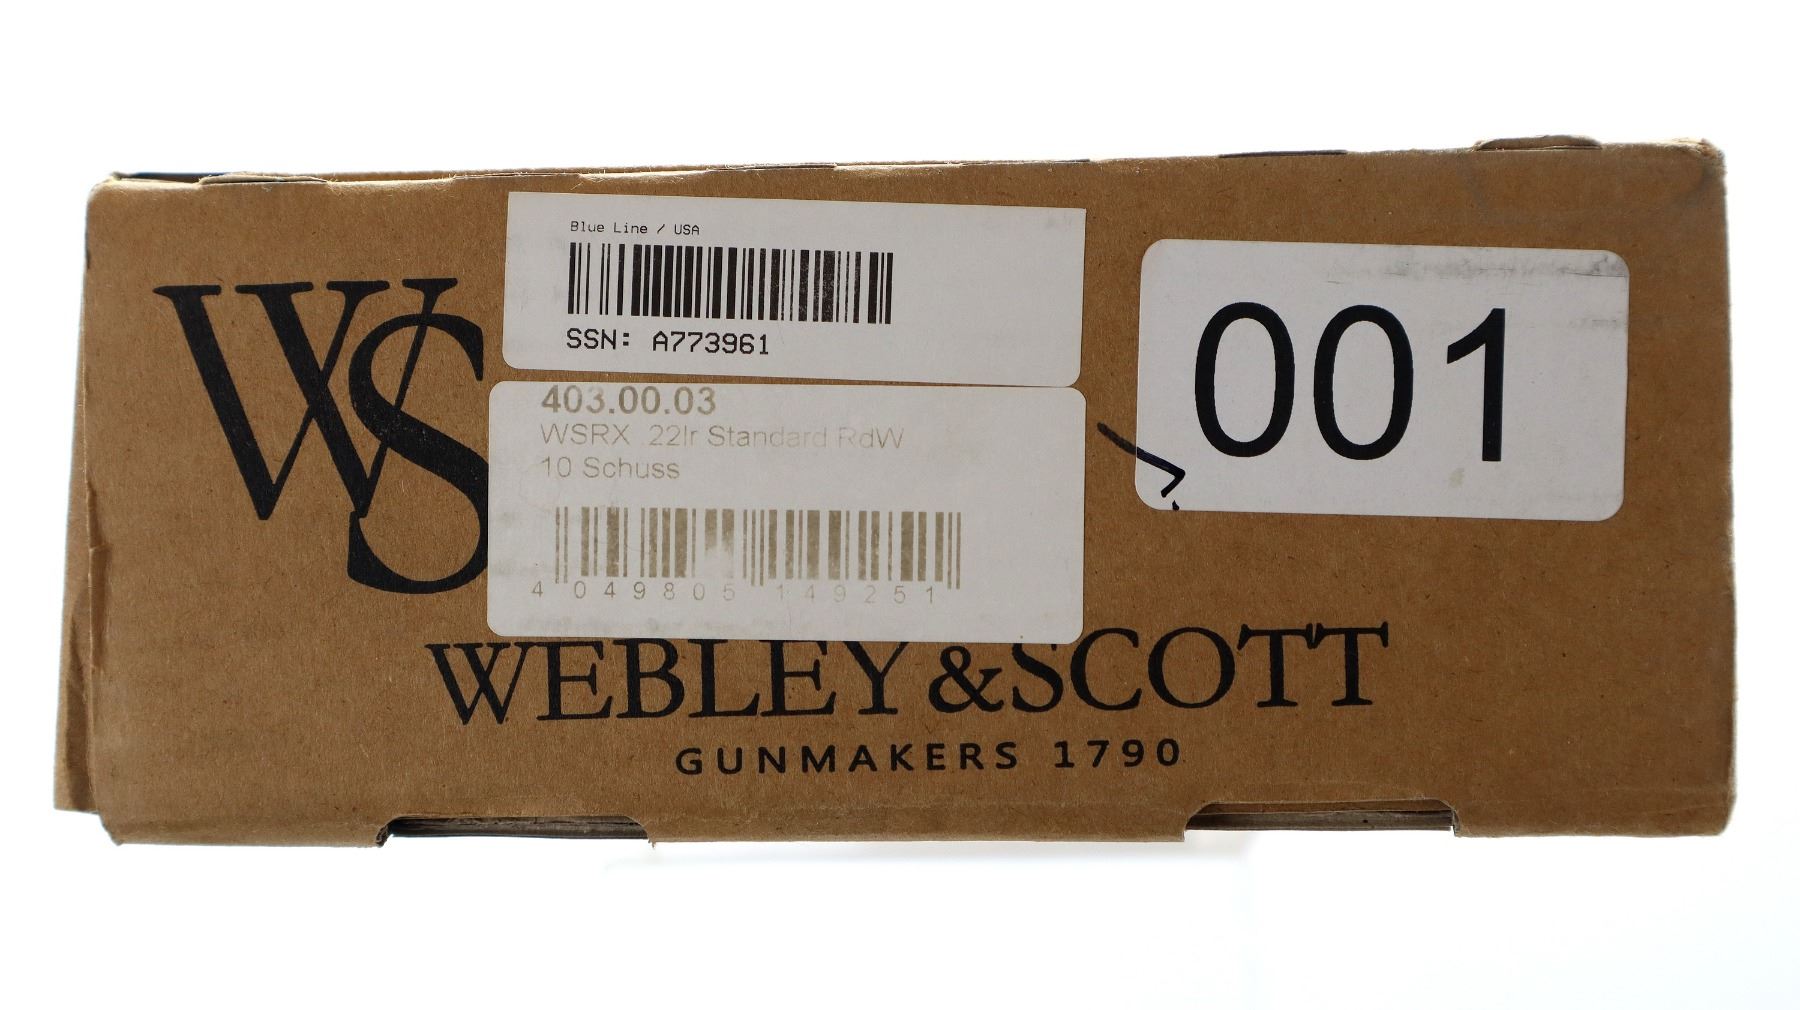 Blue Line / USA
SSN: A773961
001
WS
403.00.03
WSRX .22lr Standard RdW
10 Schuss
4 049805 149251
WEBLEY & SCOTT
GUNMAKERS 1790